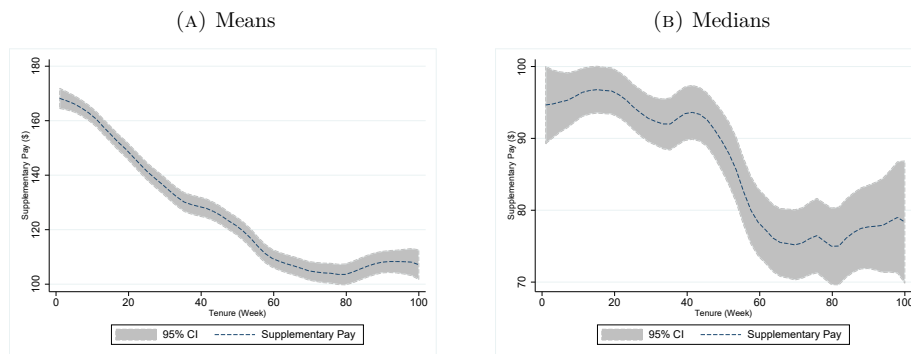 (A) Means
(B) Medians
Supplementary Pay ($)
180
160
140
120
100
0 20 40 60 80 100
Tenure (Week)
95% CI Supplementary Pay
Supplementary Pay ($)
100
90
80
70
0 20 40 60 80 100
Tenure (Week)
95% CI Supplementary Pay